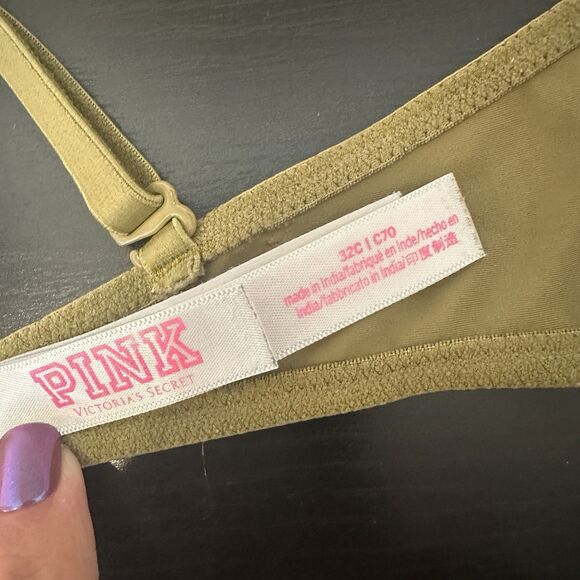 PINK
VICTORIA'S SECRET
32C | C70
made in India/fabriqué en Inde/hecho en
India/fabbricato in India/印度制造